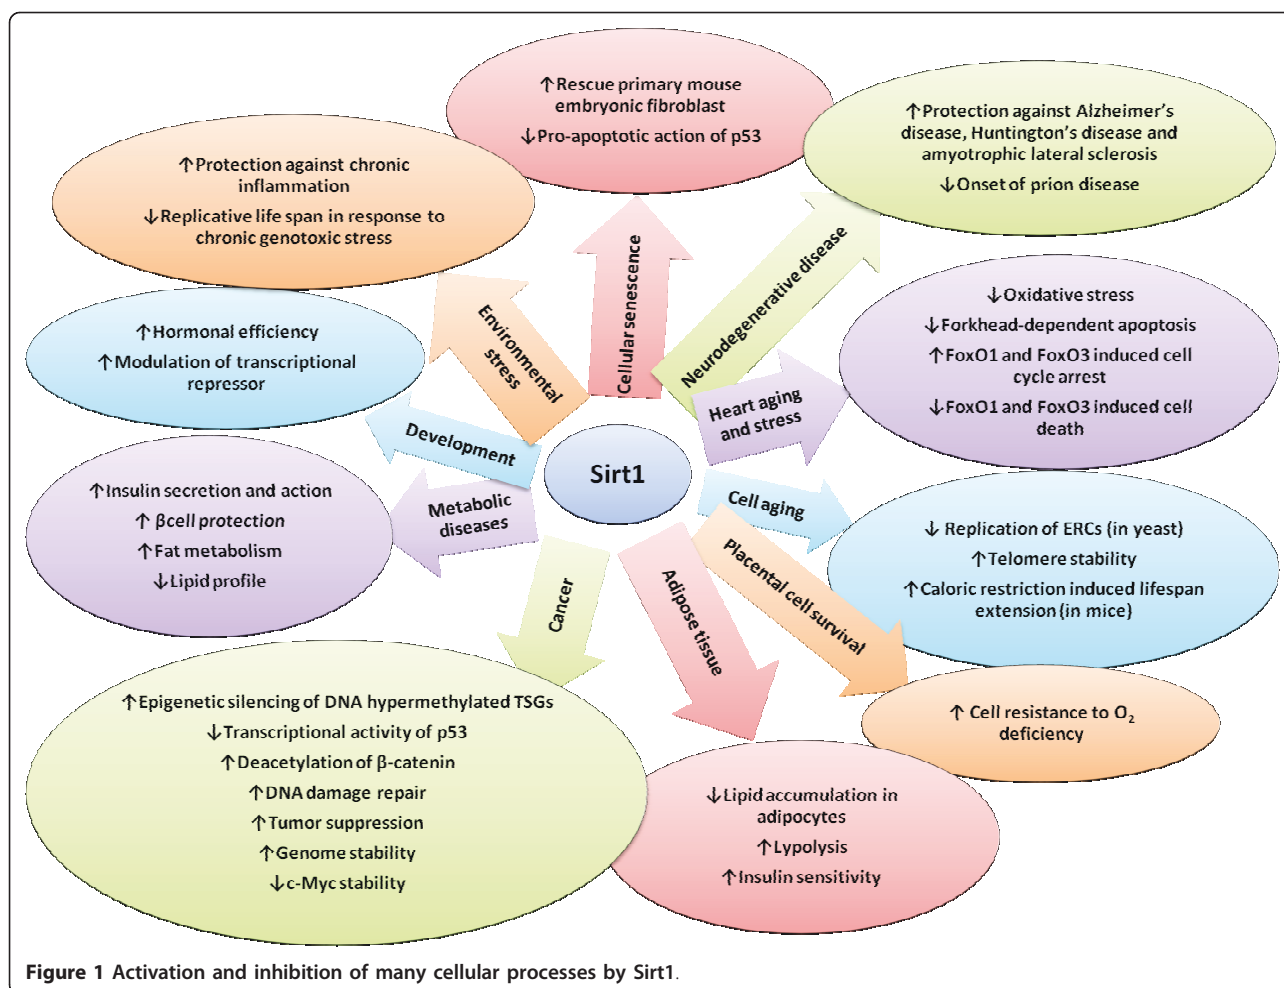 ↑Rescue primary mouse
embryonic fibroblast
↓Pro-apoptotic action of p53
↑Protection against Alzheimer's
disease, Huntington's disease and
amyotrophic lateral sclerosis
↓Onset of prion disease
↑Protection against chronic
inflammation
↓Replicative life span in response to
chronic genotoxic stress
↑Hormonal efficiency
↑Modulation of transcriptional
repressor
↓Oxidative stress
↓Forkhead-dependent apoptosis
↑FoxO1 and FoxO3 induced cell
cycle arrest
↓FoxO1 and FoxO3 induced cell
death
Environmental
stress
Cellular senescence
Neurodegenerative disease
Heart aging
and stress
Development
Sirt1
Metabolic
diseases
Cell aging
Cancer
Adipose tissue
Placental cell survival
↑Insulin secretion and action
↑βcell protection
↑Fat metabolism
↓Lipid profile
↓ Replication of ERCs (in yeast)
↑Telomere stability
↑Caloric restriction induced lifespan
extension (in mice)
↑Epigenetic silencing of DNA hypermethylated TSGs
↓Transcriptional activity of p53
↑Deacetylation of β-catenin
↑DNA damage repair
↑Tumor suppression
↑Genome stability
↓c-Myc stability
↑ Cell resistance to O₂
deficiency
↓Lipid accumulation in
adipocytes
↑Lypolysis
↑Insulin sensitivity
Figure 1 Activation and inhibition of many cellular processes by Sirt1.